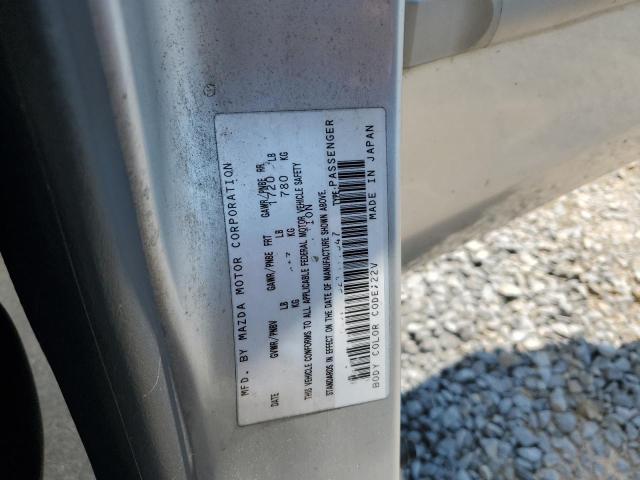 MFD. BY MAZDA MOTOR CORPORATION
DATE GVWR/PNBV GAWR/PNBE FRT GAWR/PNBE RR
LB LB 1720 LB
KG KG 780 KG
THIS VEHICLE CONFORMS TO ALL APPLICABLE FEDERAL MOTOR VEHICLE SAFETY
STANDARDS IN EFFECT ON THE DATE OF MANUFACTURE SHOWN ABOVE.
TYPE:PASSENGER
BODY COLOR CODE:22V MADE IN JAPAN